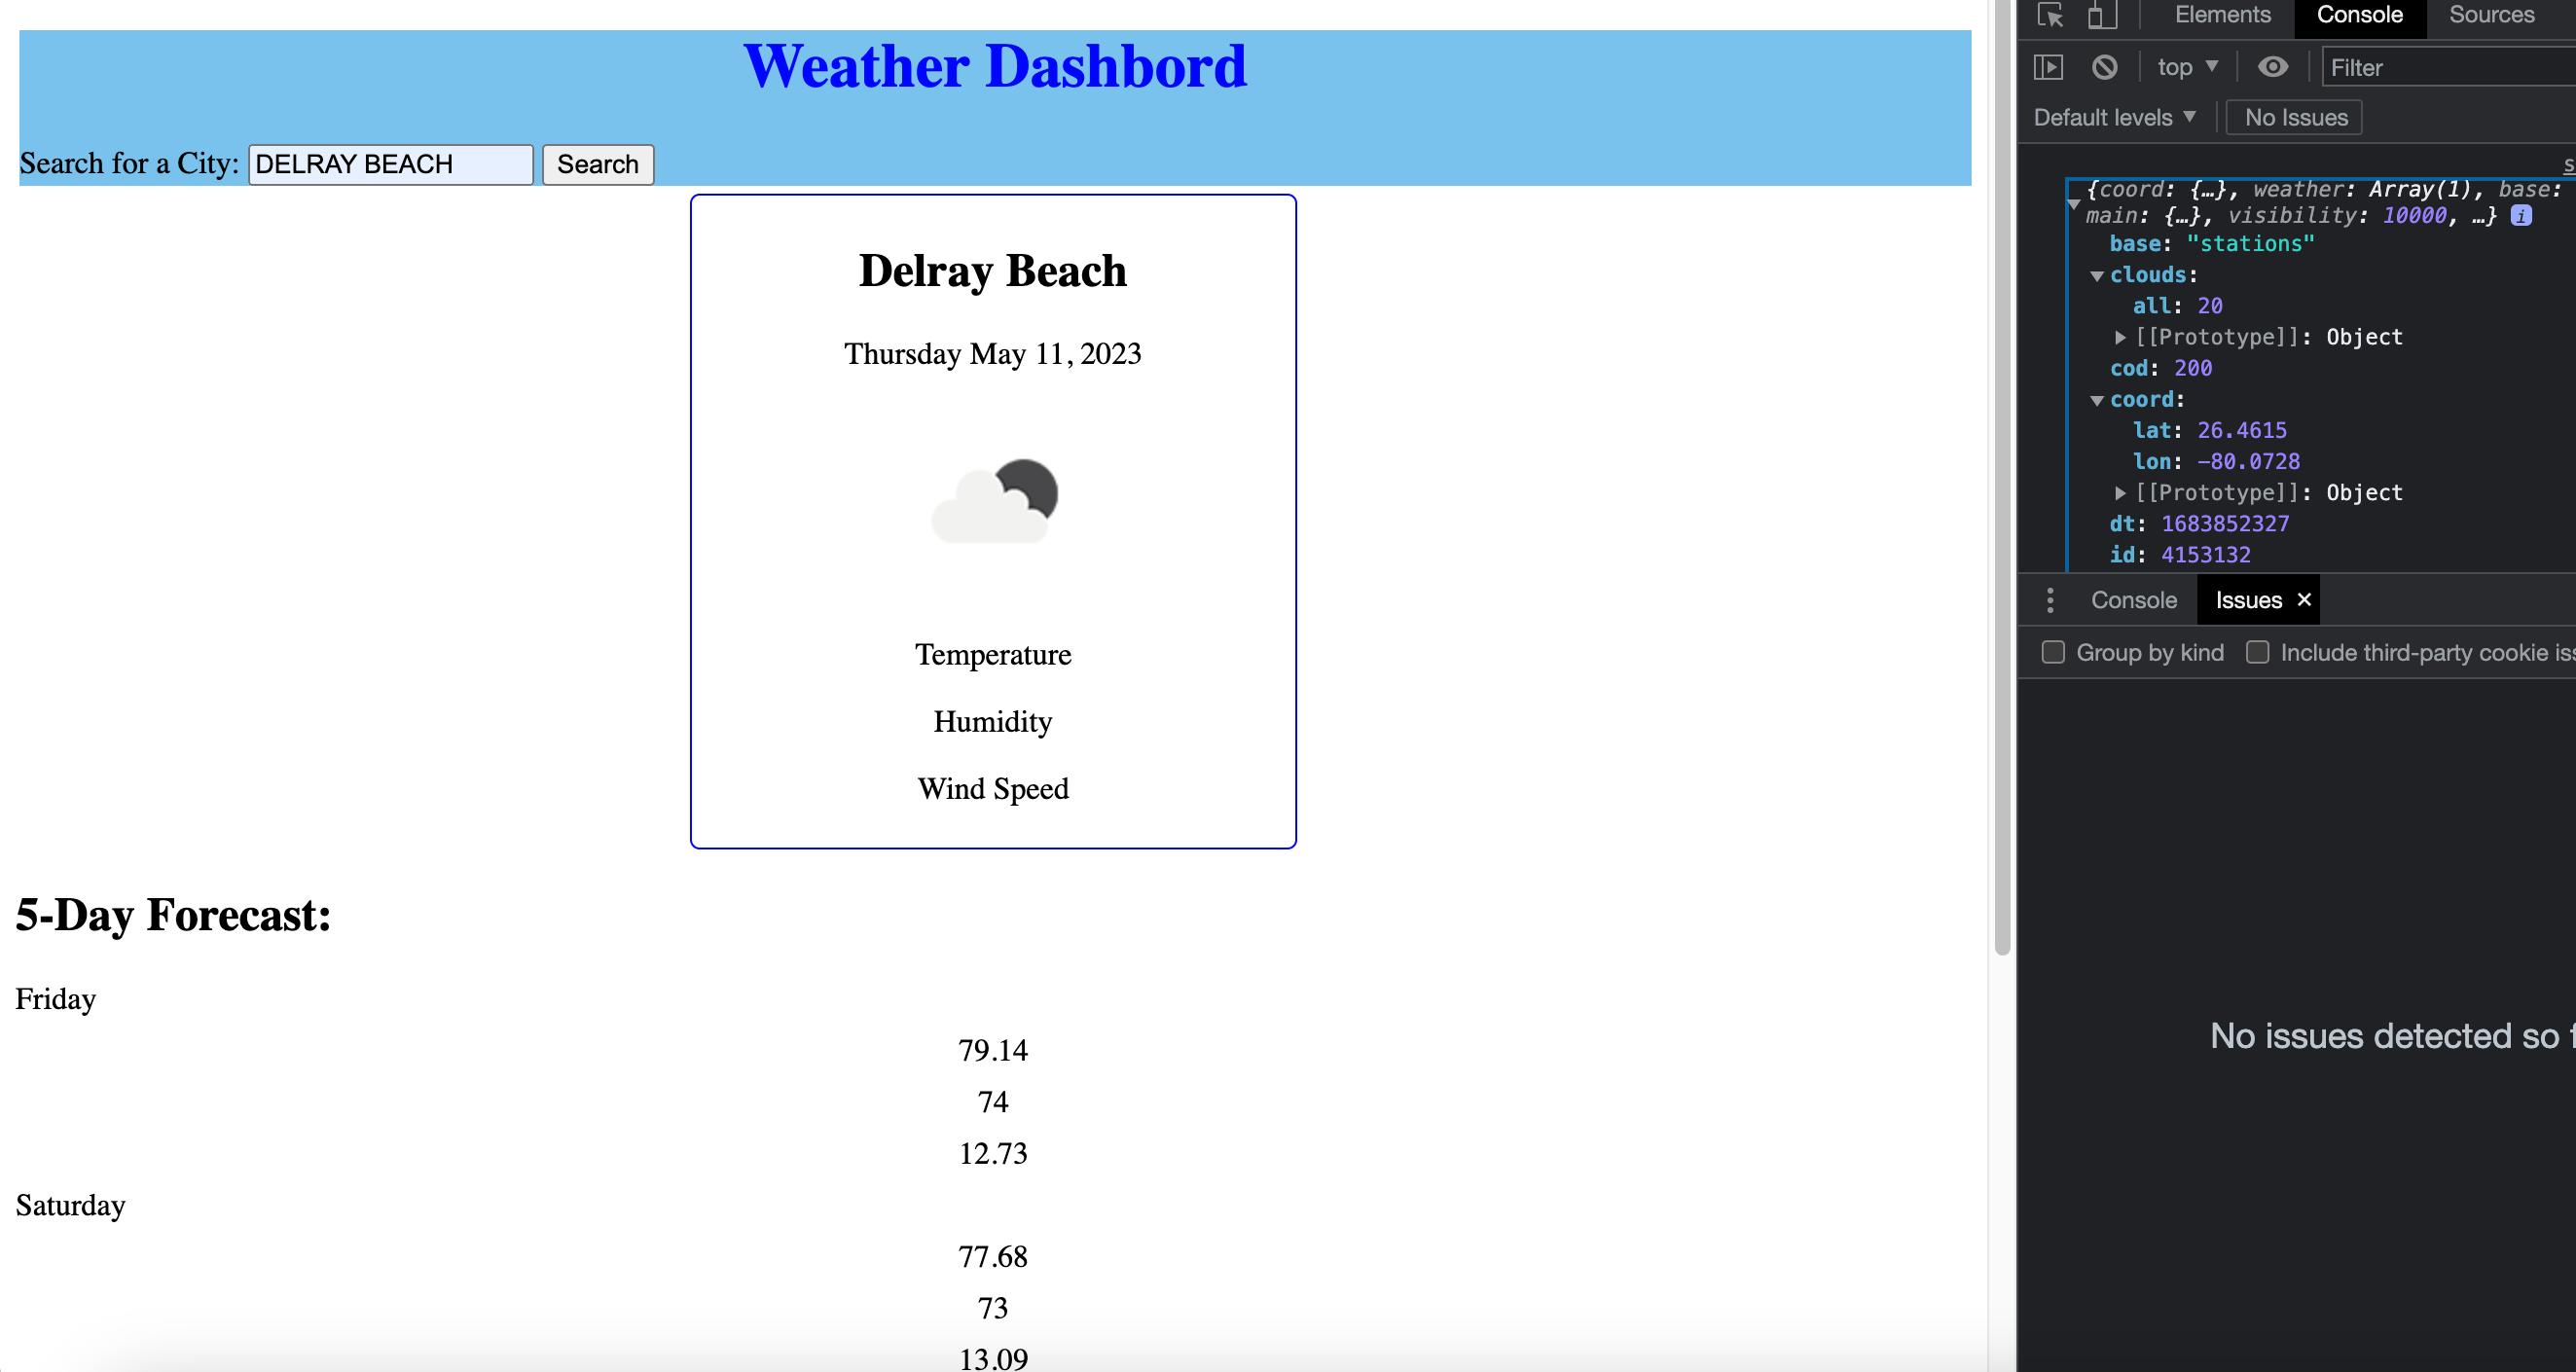 Weather Dashbord
Search for a City: DELRAY BEACH Search
Delray Beach
Thursday May 11, 2023
Temperature
Humidity
Wind Speed
5-Day Forecast:
Friday
79.14
74
12.73
Saturday
77.68
73
13.09
Elements Console Sources
top ▼ Filter
Default levels ▼ No Issues
{coord: {…}, weather: Array(1), base:
main: {…}, visibility: 10000, …} i
base: "stations"
▼ clouds:
all: 20
▶ [[Prototype]]: Object
cod: 200
▼ coord:
lat: 26.4615
lon: -80.0728
▶ [[Prototype]]: Object
dt: 1683852327
id: 4153132
Console Issues ×
Group by kind Include third-party cookie
No issues detected so